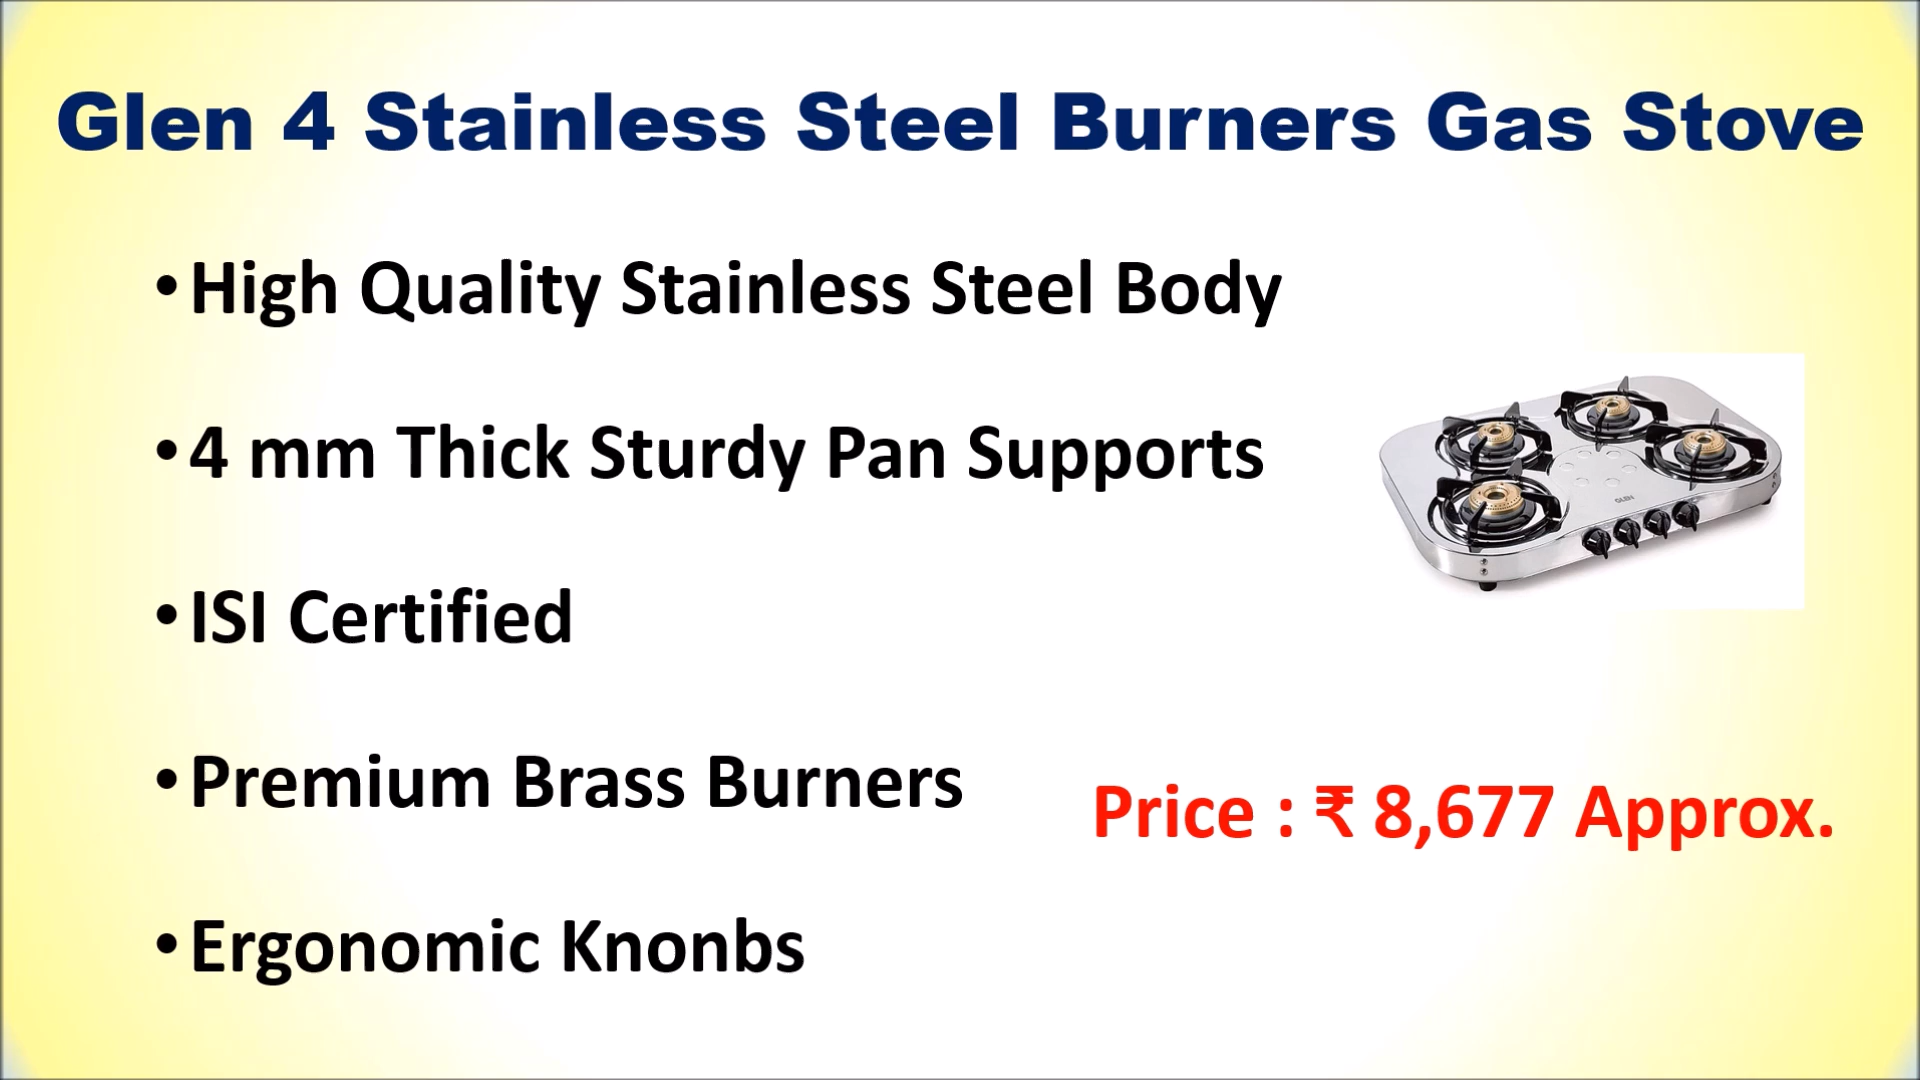 Glen 4 Stainless Steel Burners Gas Stove
• High Quality Stainless Steel Body
• 4 mm Thick Sturdy Pan Supports
GLEN
• ISI Certified
• Premium Brass Burners
Price : ₹ 8,677 Approx.
• Ergonomic Knonbs